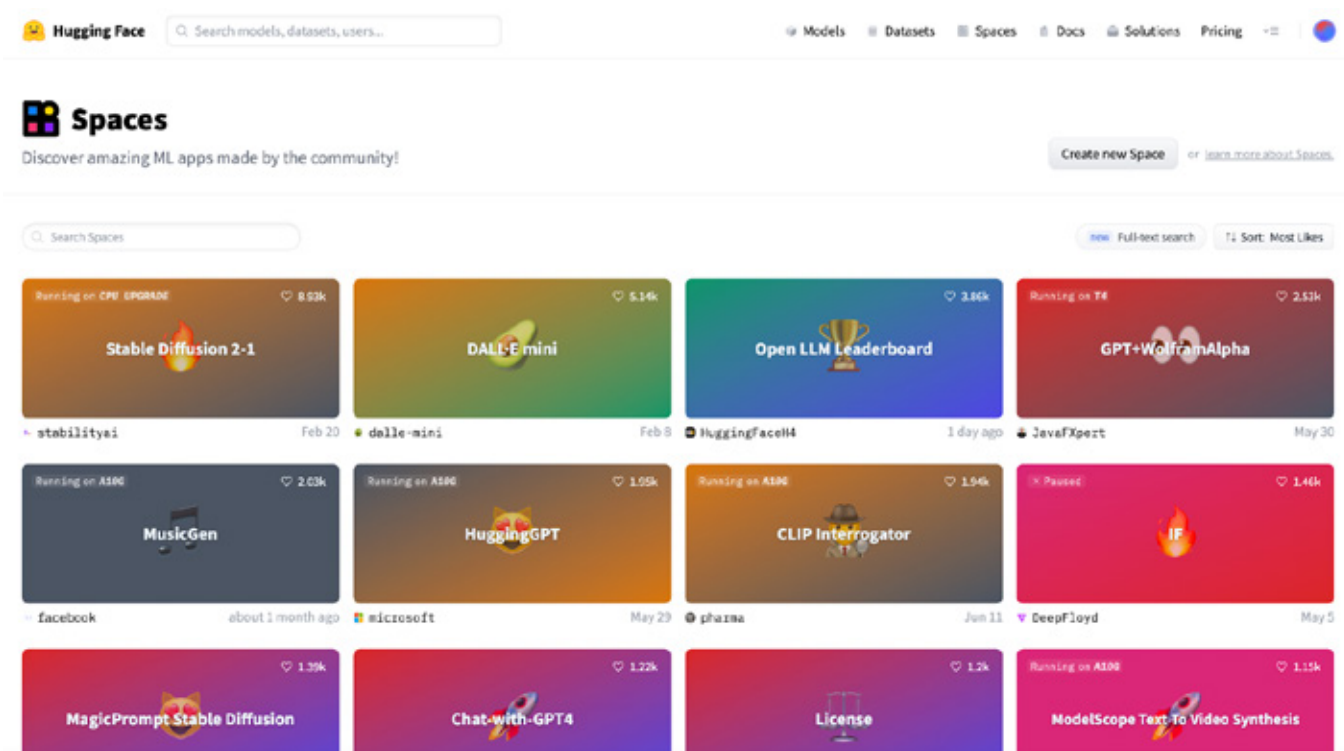 Hugging Face
Search models, datasets, users...
Models
Datasets
Spaces
Docs
Solutions
Pricing
Spaces
Discover amazing ML apps made by the community!
Create new Space
or learn more about Spaces.
Search Spaces
new Full-text search
Sort: Most Likes
Running on CPU UPGRADE
8.93k
Stable Diffusion 2-1
stabilityai
Feb 20
5.14k
DALL·E mini
dalle-mini
Feb 8
3.86k
Open LLM Leaderboard
HuggingFaceH4
1 day ago
Running on T4
2.53k
GPT+WolframAlpha
JavaFXpert
May 30
Running on A10G
2.03k
MusicGen
facebook
about 1 month ago
Running on A10G
1.95k
HuggingGPT
microsoft
May 29
Running on A10G
1.94k
CLIP Interrogator
pharma
Jun 11
× Paused
1.46k
IF
DeepFloyd
May 5
1.39k
MagicPrompt Stable Diffusion
1.22k
Chat-with-GPT4
1.2k
License
Running on A10G
1.15k
ModelScope Text To Video Synthesis